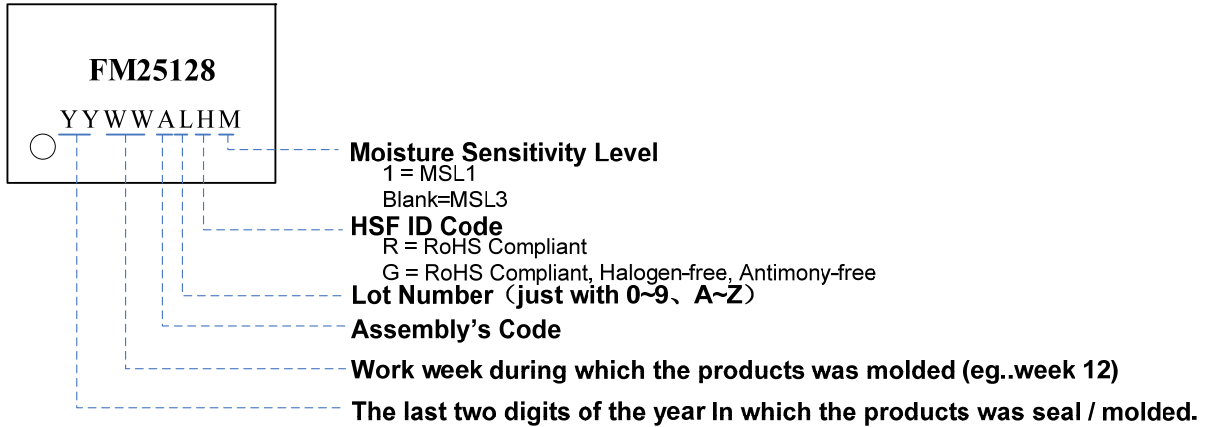 FM25128
YYWWALHM
Moisture Sensitivity Level
1 = MSL1
Blank=MSL3
HSF ID Code
R = RoHS Compliant
G = RoHS Compliant, Halogen-free, Antimony-free
Lot Number（just with 0~9、A~Z）
Assembly's Code
Work week during which the products was molded (eg..week 12)
The last two digits of the year In which the products was seal / molded.